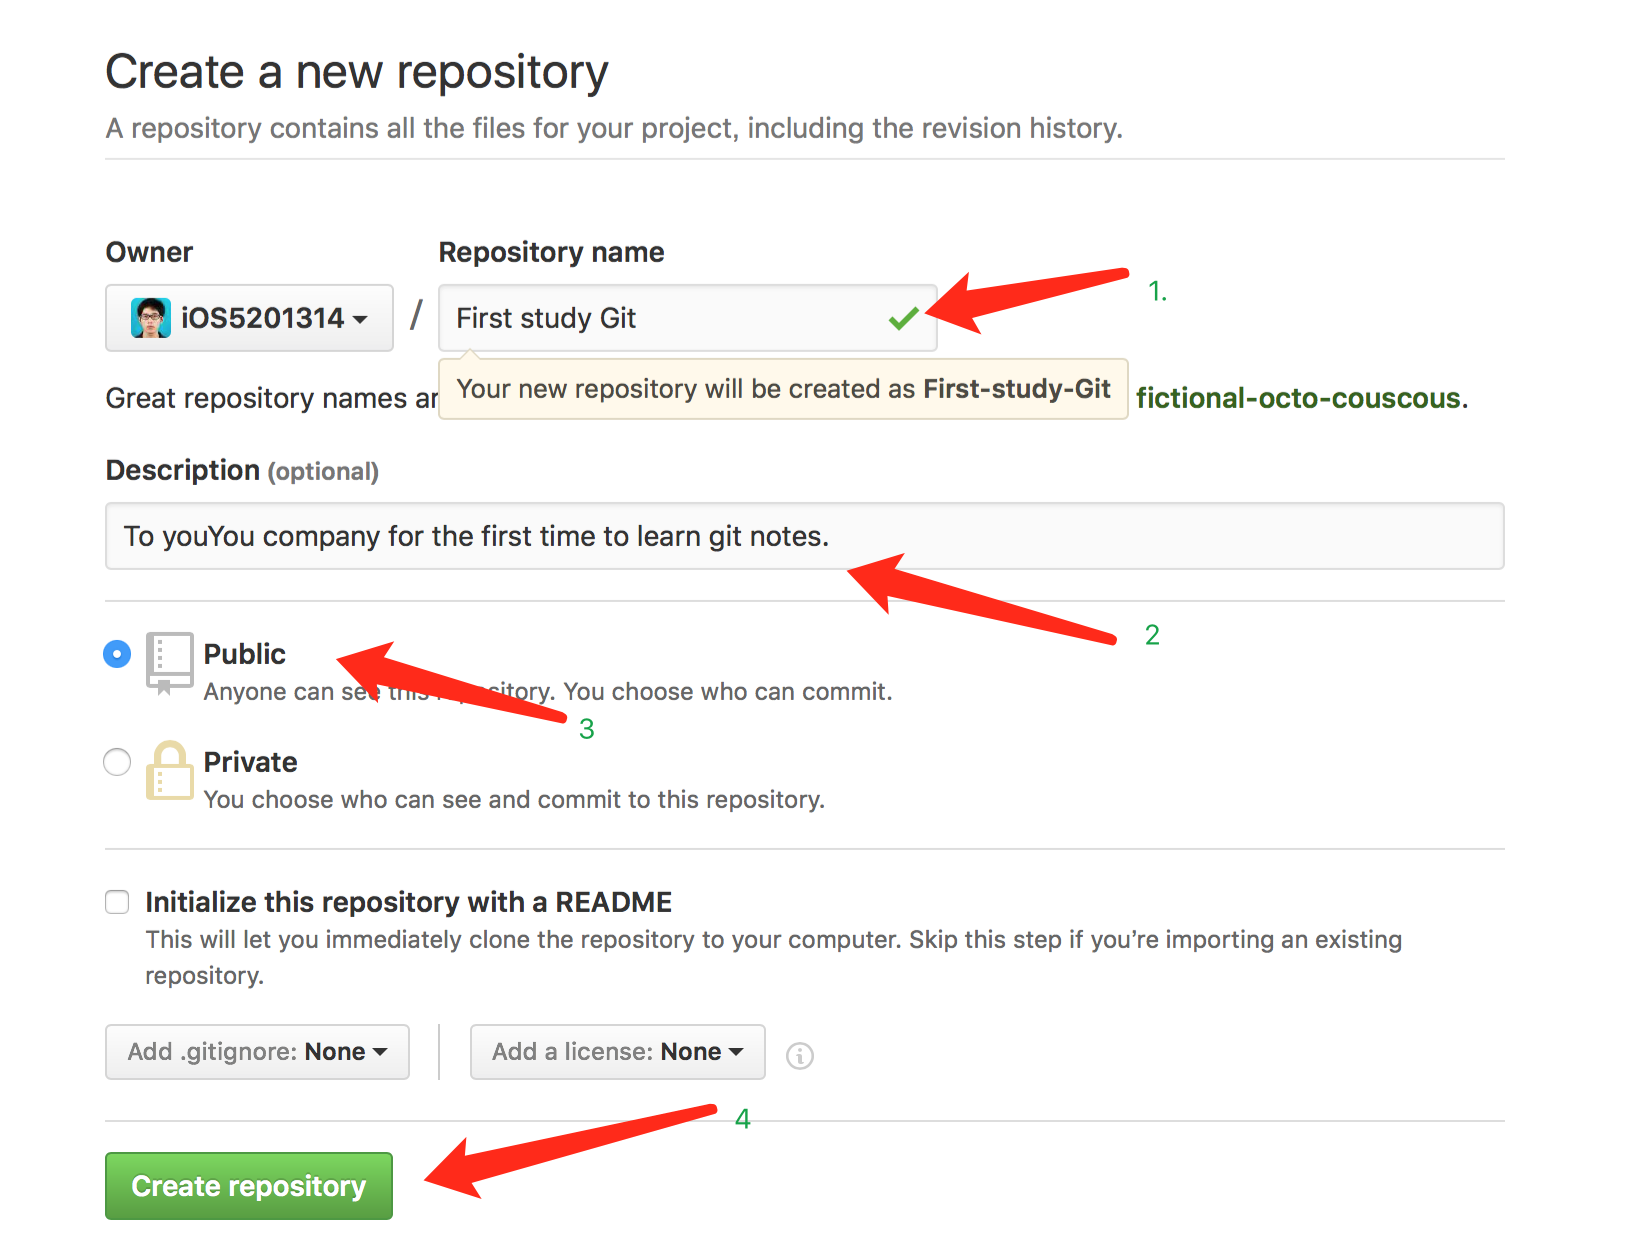 Create a new repository
A repository contains all the files for your project, including the revision history.
Owner
Repository name
iOS5201314
/
First study Git
1.
Your new repository will be created as First-study-Git
Great repository names
fictional-octo-couscous.
Description (optional)
To youYou company for the first time to learn git notes.
2
Public
Anyone can see this repository. You choose who can commit.
3
Private
You choose who can see and commit to this repository.
Initialize this repository with a README
This will let you immediately clone the repository to your computer. Skip this step if you’re importing an existing
repository.
Add .gitignore: None
Add a license: None
4
Create repository